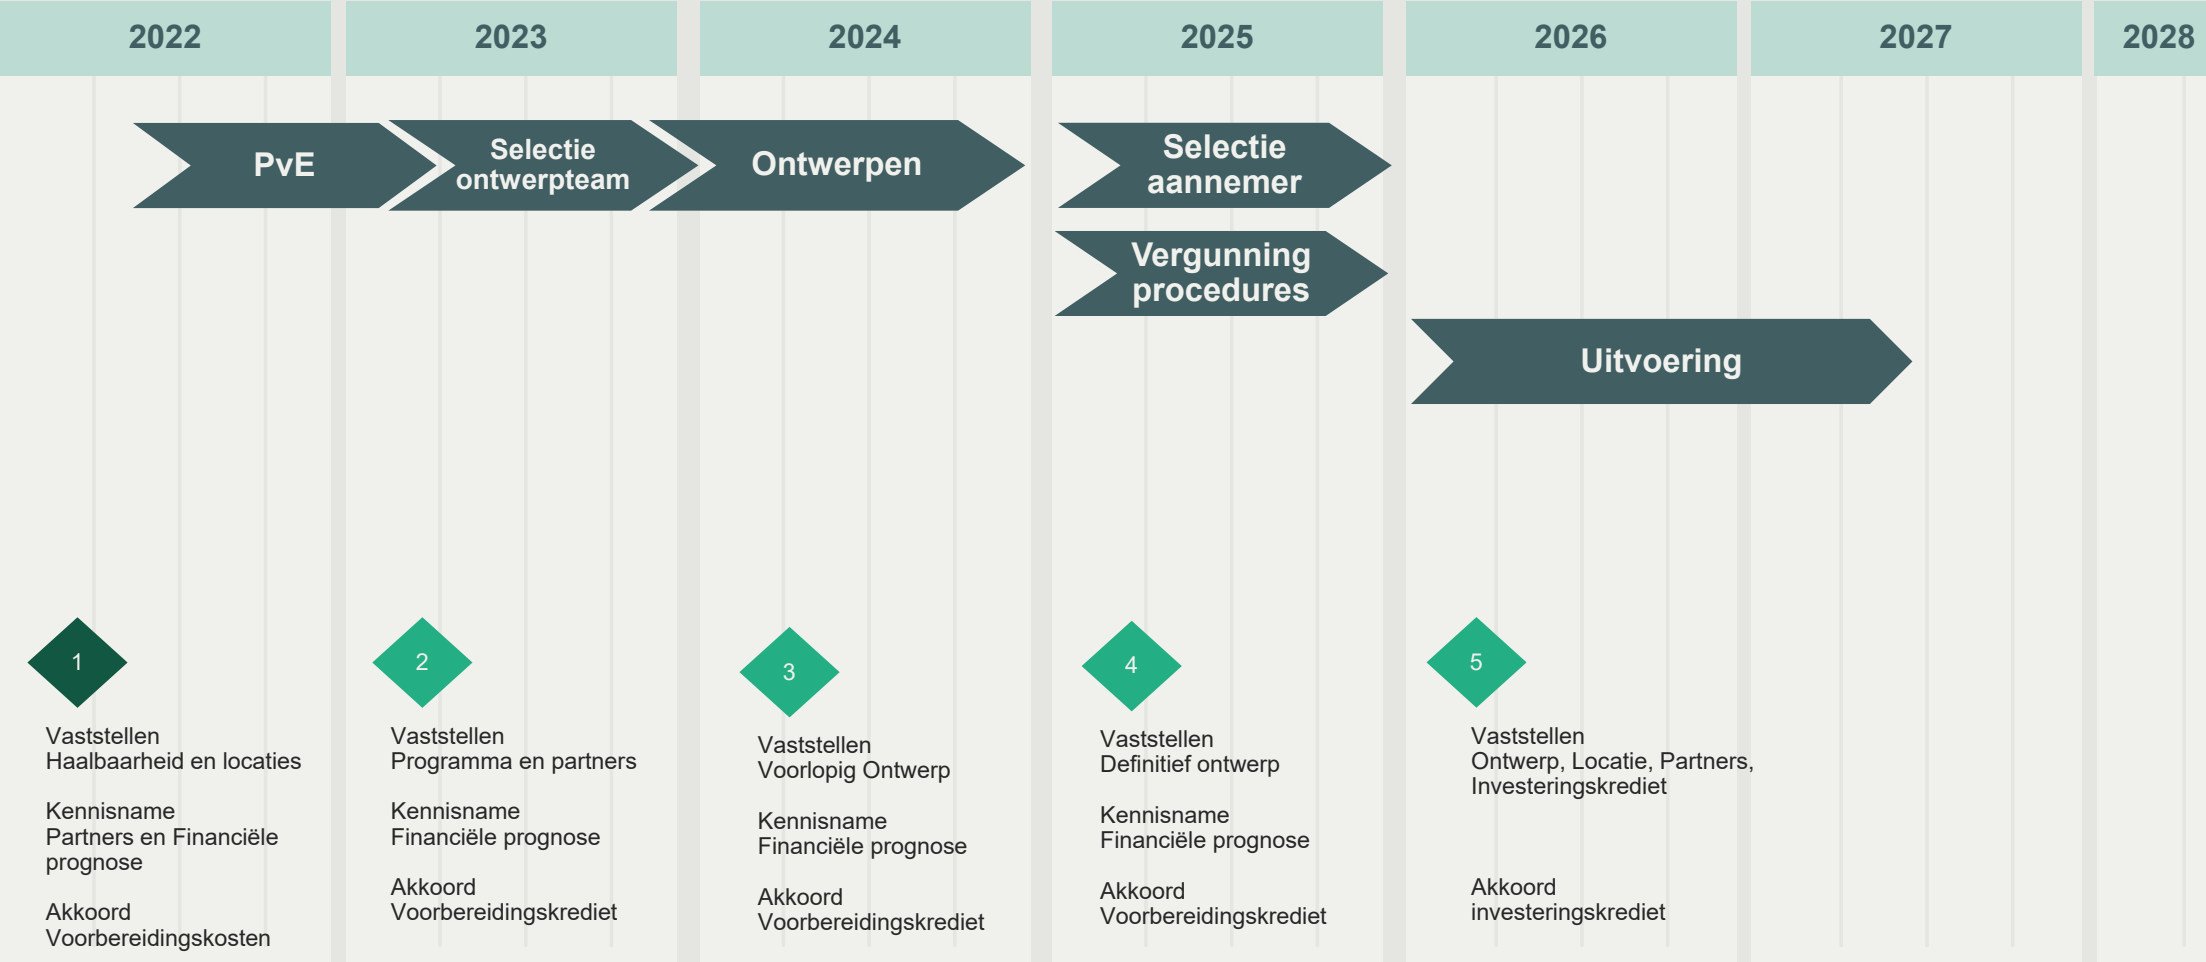 2022
2023
2024
2025
2026
2027
2028
PvE
Selectie
ontwerpteam
Ontwerpen
Selectie
aannemer
Vergunning
procedures
Uitvoering
1
Vaststellen
Haalbaarheid en locaties
Kennisname
Partners en Financiële
prognose
Akkoord
Voorbereidingskosten
2
Vaststellen
Programma en partners
Kennisname
Financiële prognose
Akkoord
Voorbereidingskrediet
3
Vaststellen
Voorlopig Ontwerp
Kennisname
Financiële prognose
Akkoord
Voorbereidingskrediet
4
Vaststellen
Definitief ontwerp
Kennisname
Financiële prognose
Akkoord
Voorbereidingskrediet
5
Vaststellen
Ontwerp, Locatie, Partners,
Investeringskrediet
Akkoord
investeringskrediet